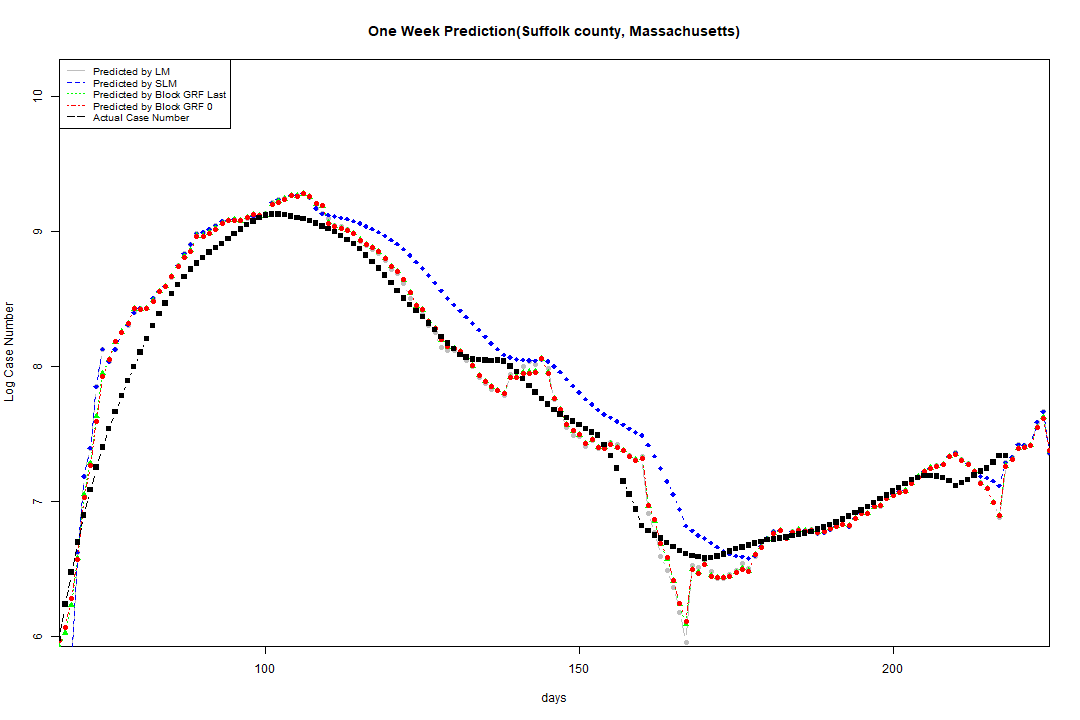 One Week Prediction(Suffolk county, Massachusetts)
Predicted by LM
Predicted by SLM
Predicted by Block GRF Last
Predicted by Block GRF 0
Actual Case Number
10
9
8
7
6
Log Case Number
100
150
200
days